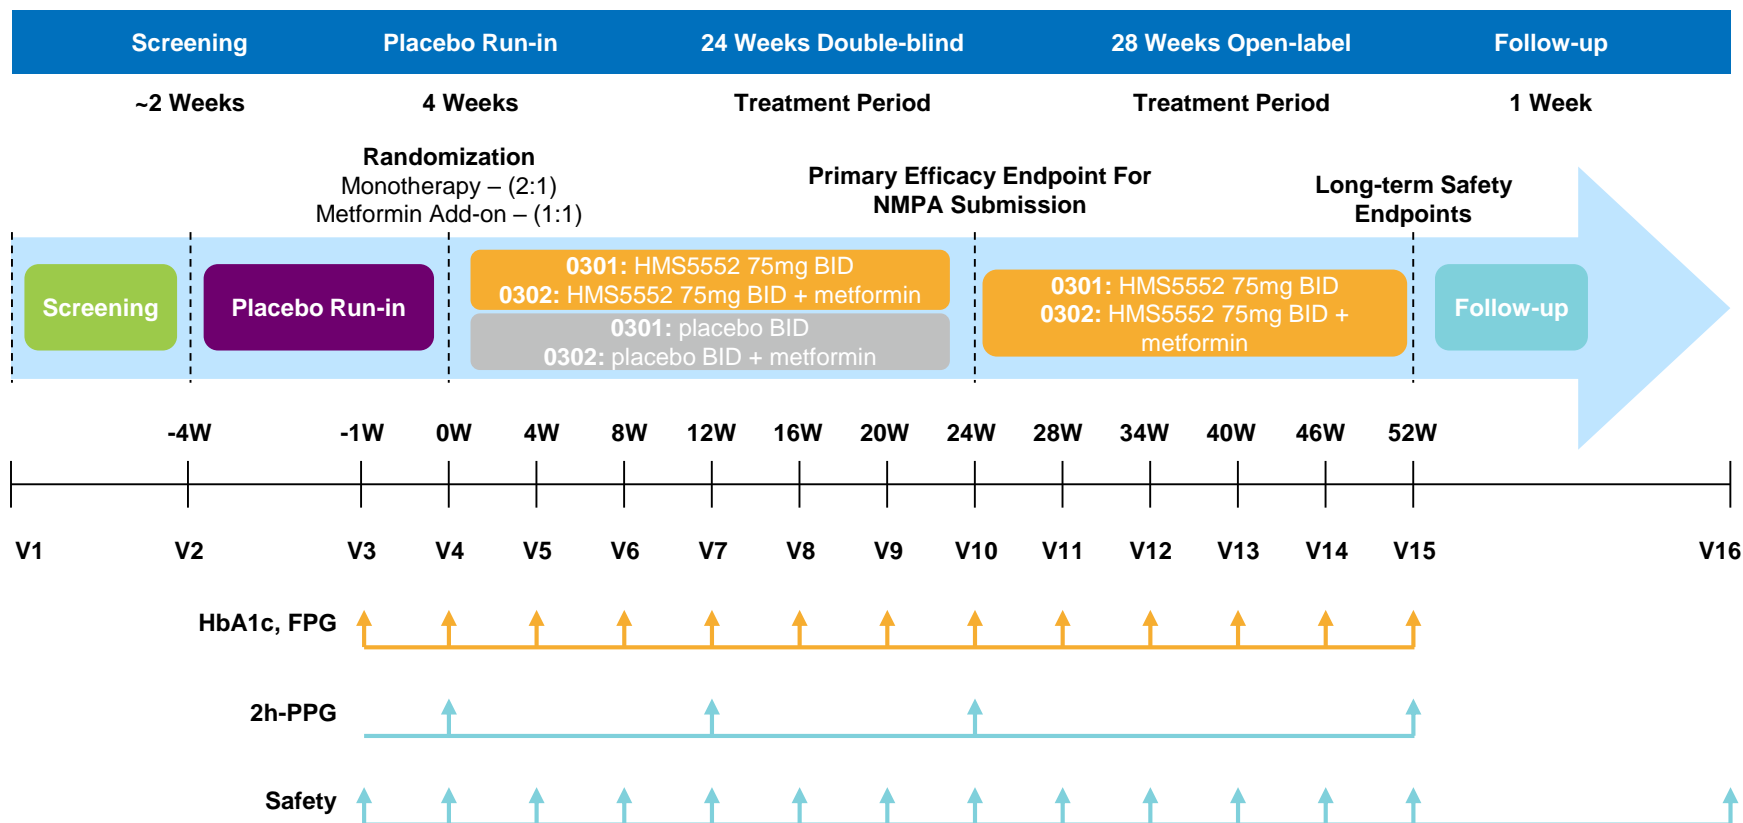 Screening Placebo Run-in 24 Weeks Double-blind 28 Weeks Open-label Follow-up
~2 Weeks 4 Weeks Treatment Period Treatment Period 1 Week
Randomization
Monotherapy – (2:1)
Metformin Add-on – (1:1)
Primary Efficacy Endpoint For
NMPA Submission
Long-term Safety
Endpoints
Screening
Placebo Run-in
0301: HMS5552 75mg BID
0302: HMS5552 75mg BID + metformin
0301: placebo BID
0302: placebo BID + metformin
0301: HMS5552 75mg BID
0302: HMS5552 75mg BID +
metformin
Follow-up
-4W -1W 0W 4W 8W 12W 16W 20W 24W 28W 34W 40W 46W 52W
V1 V2 V3 V4 V5 V6 V7 V8 V9 V10 V11 V12 V13 V14 V15 V16
HbA1c, FPG
2h-PPG
Safety